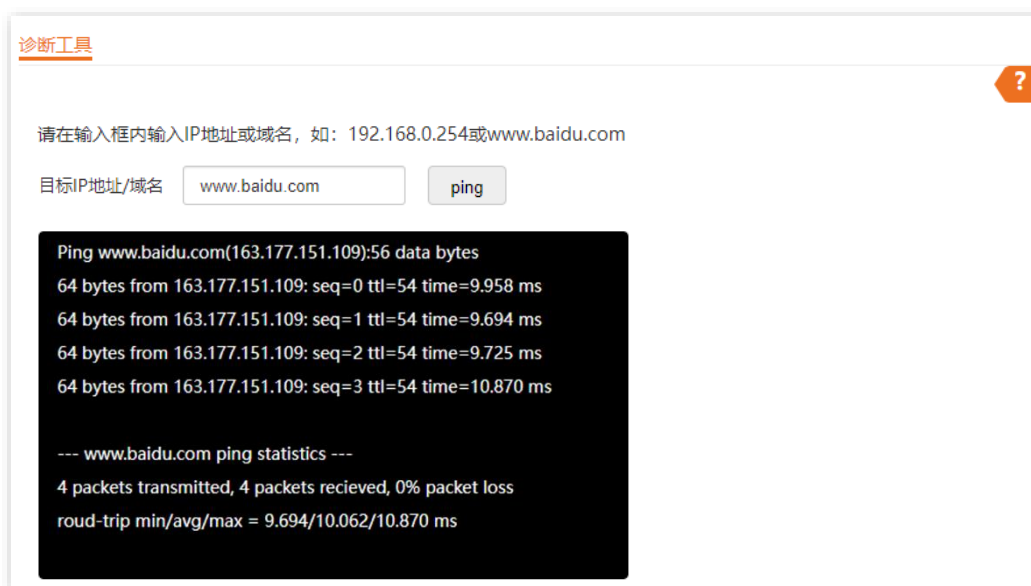 诊断工具
?
请在输入框内输入IP地址或域名，如：192.168.0.254或www.baidu.com
目标IP地址/域名 www.baidu.com ping
Ping www.baidu.com(163.177.151.109):56 data bytes
64 bytes from 163.177.151.109: seq=0 ttl=54 time=9.958 ms
64 bytes from 163.177.151.109: seq=1 ttl=54 time=9.694 ms
64 bytes from 163.177.151.109: seq=2 ttl=54 time=9.725 ms
64 bytes from 163.177.151.109: seq=3 ttl=54 time=10.870 ms
--- www.baidu.com ping statistics ---
4 packets transmitted, 4 packets recieved, 0% packet loss
roud-trip min/avg/max = 9.694/10.062/10.870 ms